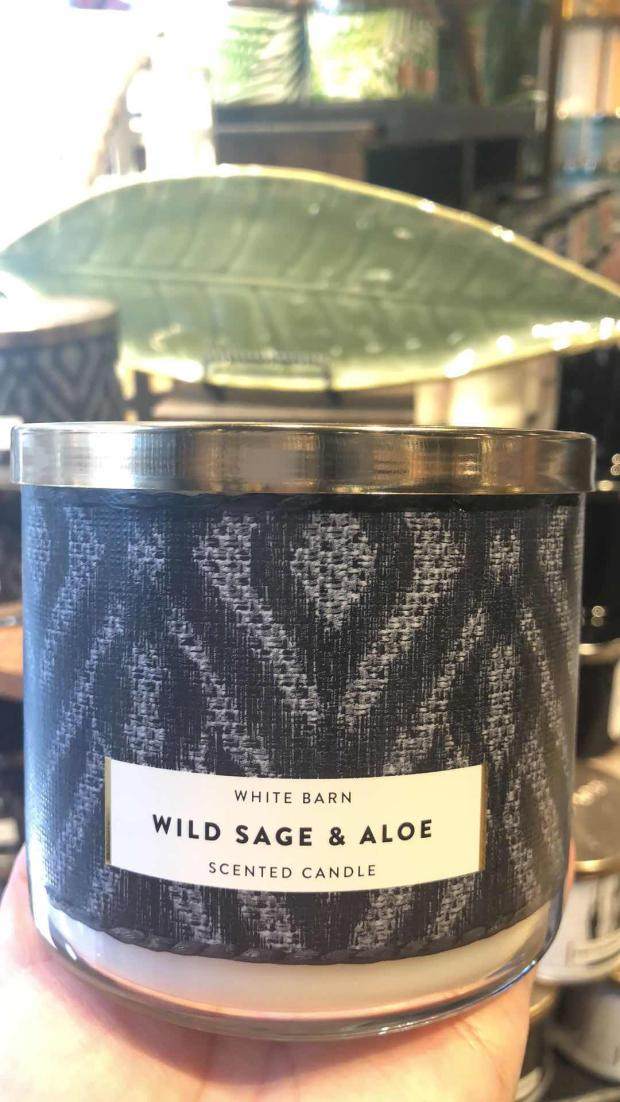 WHITE BARN
WILD SAGE & ALOE
SCENTED CANDLE